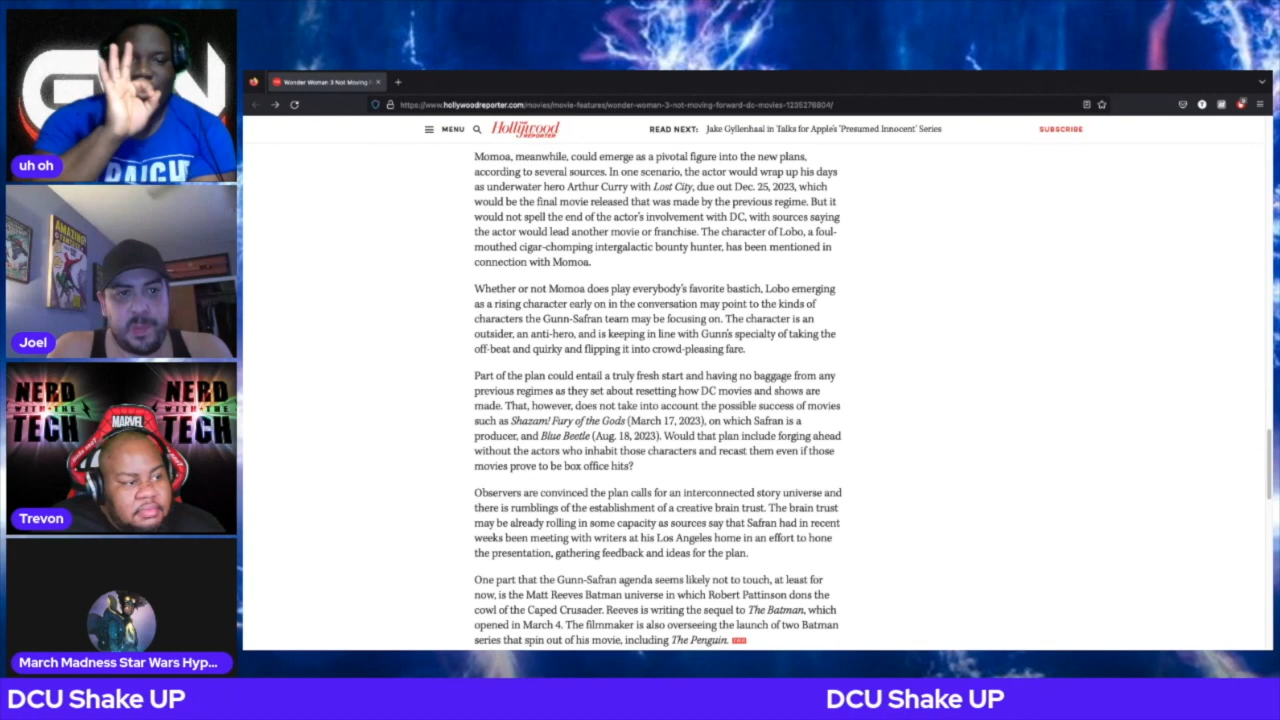 uh oh
AMAZING
Joel
NERD
WITH THE
TECH
NERD
WITH THE
TECH
MARVEL
Trevon
March Madness Star Wars Hyp...
Wonder Woman 3 Not Moving
https://www.hollywoodreporter.com/movies/movie-features/wonder-woman-3-not-moving-forward-dc-movies-1235276804/
MENU
Hollywood
REPORTER
READ NEXT: Jake Gyllenhaal in Talks for Apple's 'Presumed Innocent' Series
SUBSCRIBE
Momoa, meanwhile, could emerge as a pivotal figure into the new plans,
according to several sources. In one scenario, the actor would wrap up his days
as underwater hero Arthur Curry with Lost City, due out Dec. 25, 2023, which
would be the final movie released that was made by the previous regime. But it
would not spell the end of the actor's involvement with DC, with sources saying
the actor would lead another movie or franchise. The character of Lobo, a foul-
mouthed cigar-chomping intergalactic bounty hunter, has been mentioned in
connection with Momoa.
Whether or not Momoa does play everybody's favorite bastich, Lobo emerging
as a rising character early on in the conversation may point to the kinds of
characters the Gunn-Safran team may be focusing on. The character is an
outsider, an anti-hero, and is keeping in line with Gunn's specialty of taking the
off-beat and quirky and flipping it into crowd-pleasing fare.
Part of the plan could entail a truly fresh start and having no baggage from any
previous regimes as they set about resetting how DC movies and shows are
made. That, however, does not take into account the possible success of movies
such as Shazam! Fury of the Gods (March 17, 2023), on which Safran is a
producer, and Blue Beetle (Aug. 18, 2023). Would that plan include forging ahead
without the actors who inhabit those characters and recast them even if those
movies prove to be box office hits?
Observers are convinced the plan calls for an interconnected story universe and
there is rumblings of the establishment of a creative brain trust. The brain trust
may be already rolling in some capacity as sources say that Safran had in recent
weeks been meeting with writers at his Los Angeles home in an effort to hone
the presentation, gathering feedback and ideas for the plan.
One part that the Gunn-Safran agenda seems likely not to touch, at least for
now, is the Matt Reeves Batman universe in which Robert Pattinson dons the
cowl of the Caped Crusader. Reeves is writing the sequel to The Batman, which
opened in March 4. The filmmaker is also overseeing the launch of two Batman
series that spin out of his movie, including The Penguin. THR
DCU Shake UP
DCU Shake UP